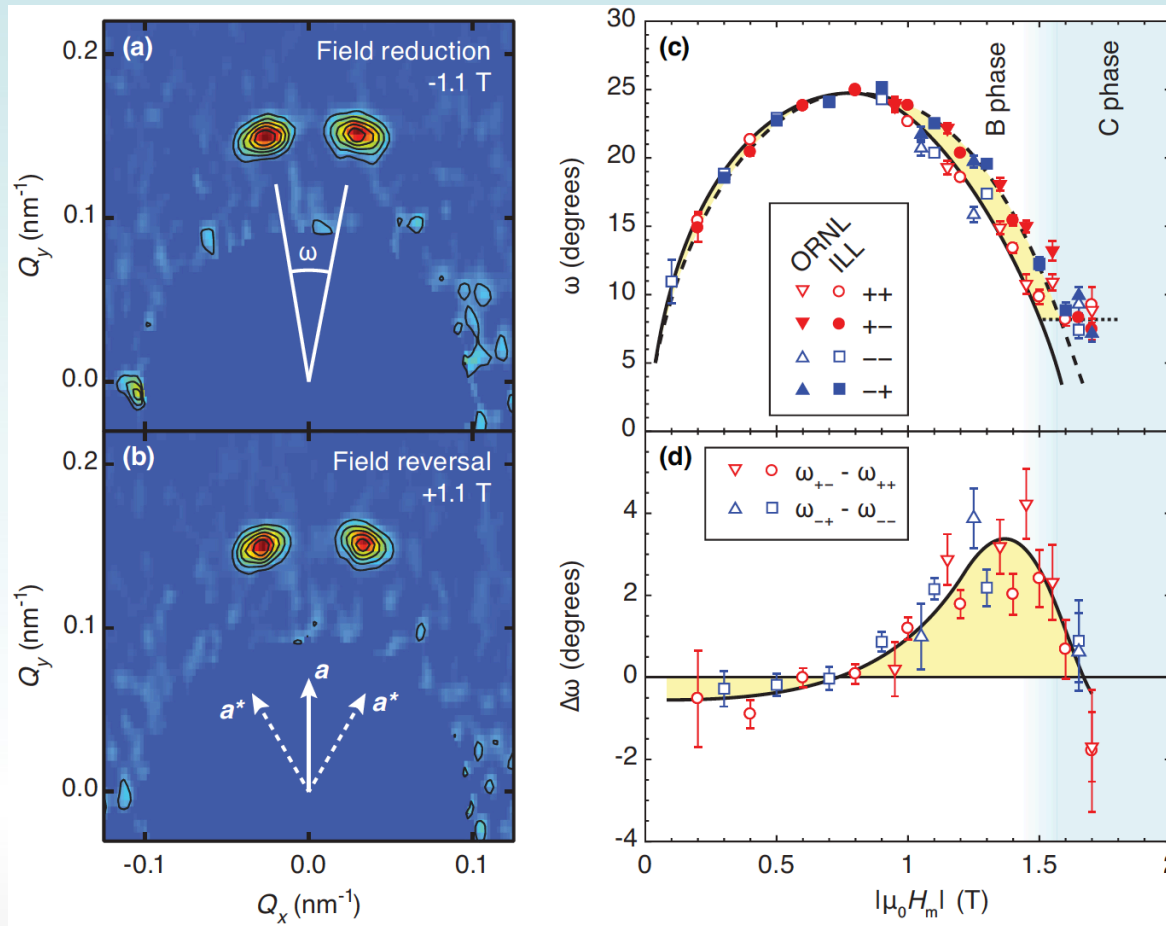 (a)
Field reduction
-1.1 T
0.2
0.1
0.0
Qy (nm-1)
ω
(b)
Field reversal
+1.1 T
0.2
0.1
0.0
Qy (nm-1)
a
a*
a*
-0.1
0.0
0.1
Qx (nm-1)
(c)
B phase
C phase
30
25
20
15
10
5
0
ω (degrees)
ORNL
ILL
++
+−
−−
−+
(d)
ω+− - ω++
ω−+ - ω−−
4
2
0
-2
-4
Δω (degrees)
0
0.5
1
1.5
2
|μ0Hm| (T)